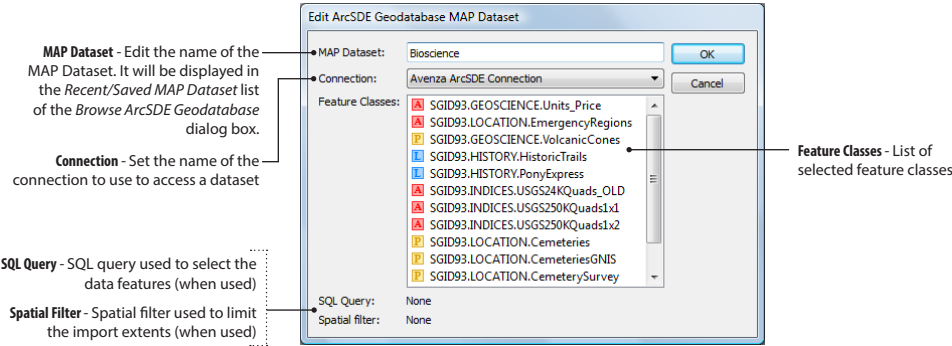 Edit ArcSDE Geodatabase MAP Dataset
MAP Dataset - Edit the name of the
MAP Dataset. It will be displayed in
the Recent/Saved MAP Dataset list
of the Browse ArcSDE Geodatabase
dialog box.
Connection - Set the name of the
connection to use to access a dataset
SQL Query - SQL query used to select the
data features (when used)
Spatial Filter - Spatial filter used to limit
the import extents (when used)
MAP Dataset: Bioscience
OK
Connection: Avenza ArcSDE Connection
Cancel
Feature Classes:
A SGID93.GEOSCIENCE.Units_Price
A SGID93.LOCATION.EmergencyRegions
P SGID93.GEOSCIENCE.VolcanicCones
L SGID93.HISTORY.HistoricTrails
L SGID93.HISTORY.PonyExpress
A SGID93.INDICES.USGS24KQuads_OLD
A SGID93.INDICES.USGS250KQuads1x1
A SGID93.INDICES.USGS250KQuads1x2
P SGID93.LOCATION.Cemeteries
P SGID93.LOCATION.CemeteriesGNIS
P SGID93.LOCATION.CemeterySurvey
SQL Query: None
Spatial filter: None
Feature Classes - List of
selected feature classes